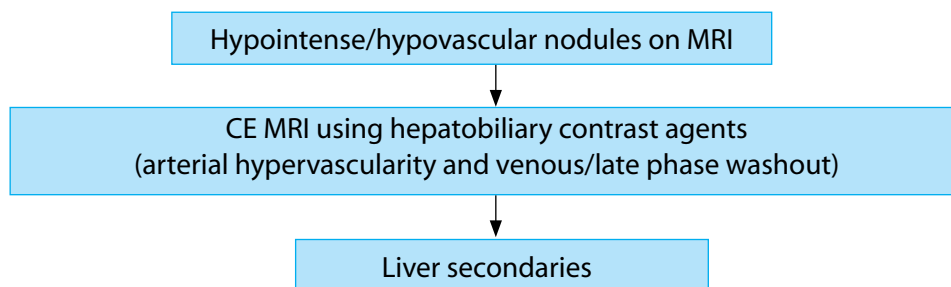 Hypointense/hypovascular nodules on MRI
CE MRI using hepatobiliary contrast agents
(arterial hypervascularity and venous/late phase washout)
Liver secondaries